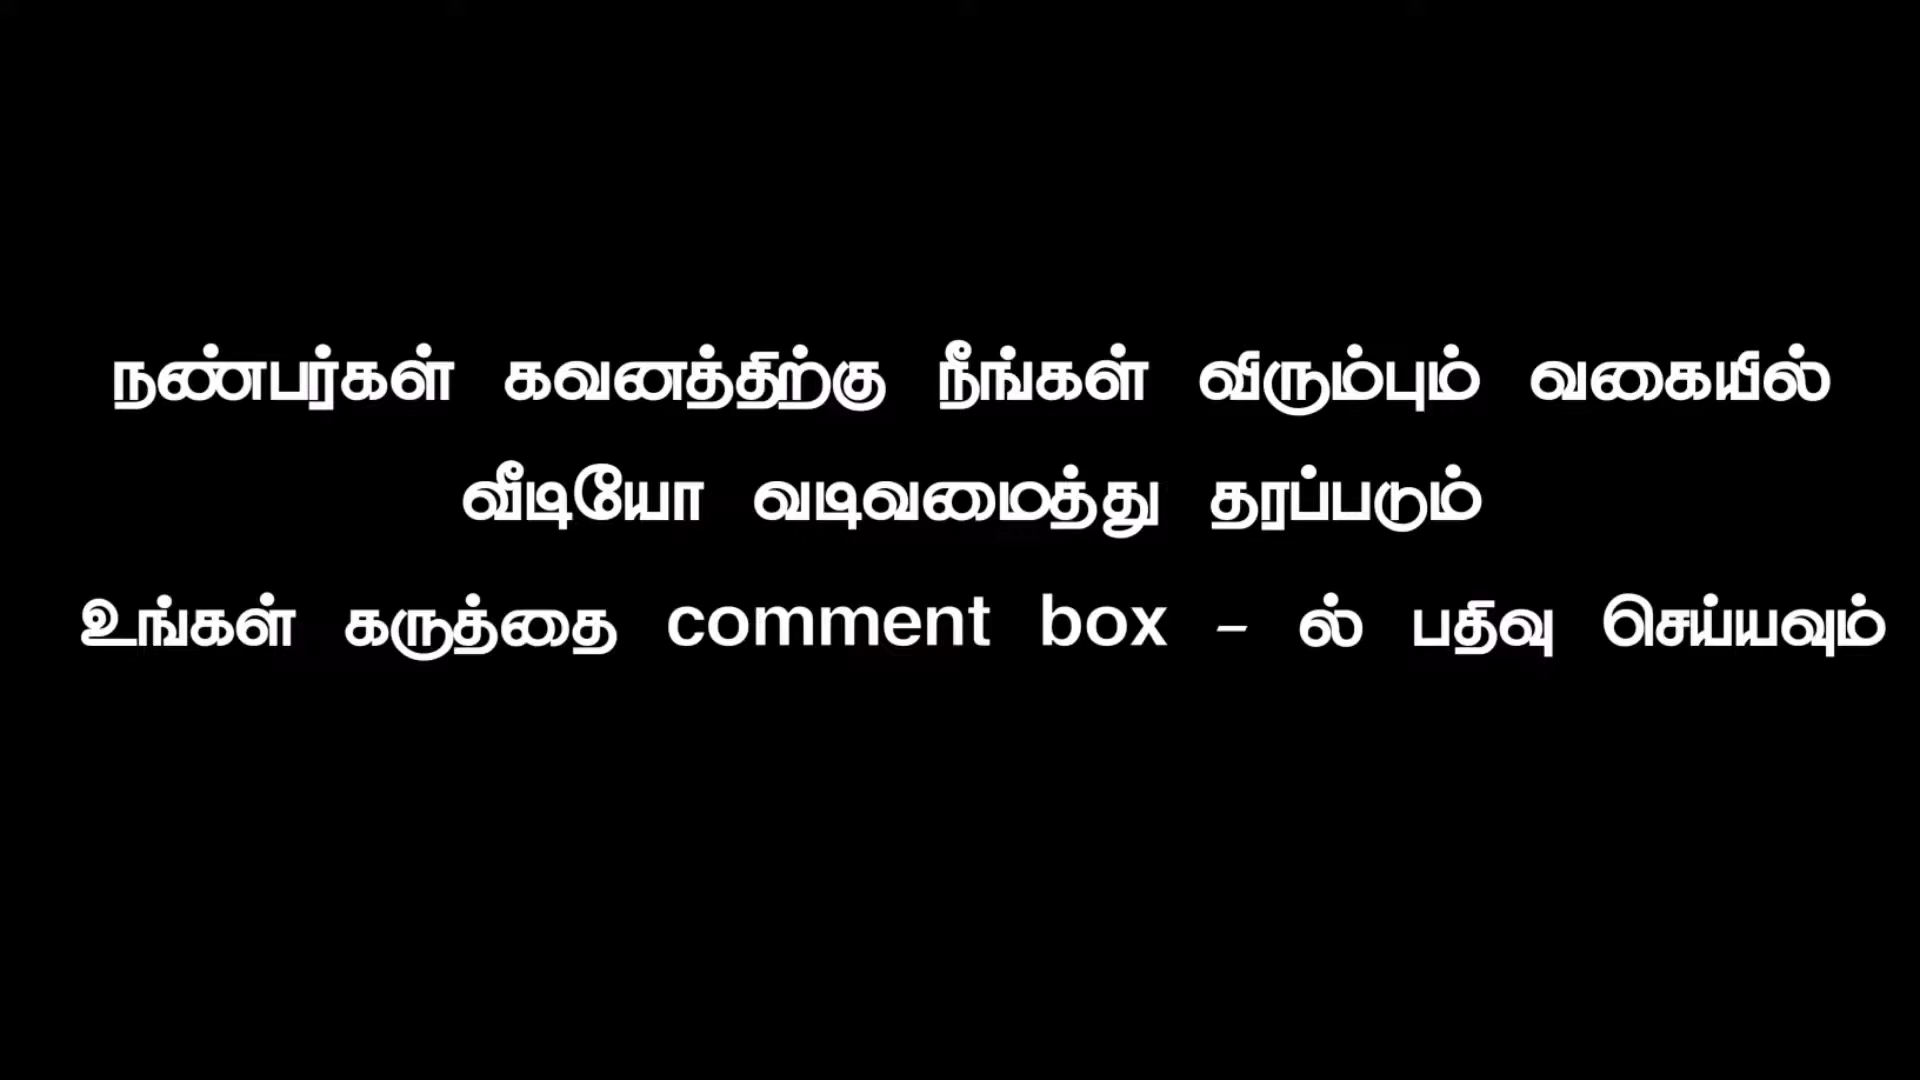 நண்பர்கள் கவனத்திற்கு நீங்கள் விரும்பும் வகையில்
வீடியோ வடிவமைத்து தரப்படும்
உங்கள் கருத்தை comment box - ல் பதிவு செய்யவும்